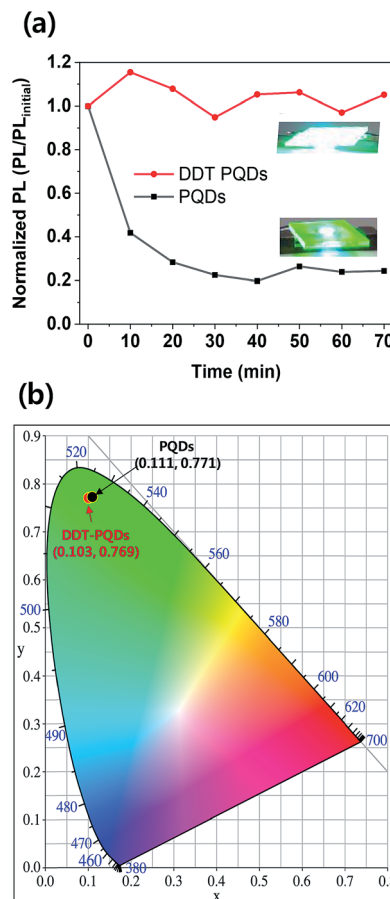 (a)
Normalized PL (PL/PLinitial)
1.2
1.0
0.8
0.6
0.4
0.2
0.0
DDT PQDs
PQDs
0 10 20 30 40 50 60 70
Time (min)
(b)
0.9
0.8
0.7
0.6
0.5
y
0.4
0.3
0.2
0.1
0.0
520
540
560
580
600
620
700
500
490
480
470
460
380
PQDs
(0.111, 0.771)
DDT-PQDs
(0.103, 0.769)
0.0 0.1 0.2 0.3 0.4 0.5 0.6 0.7 0.8
x